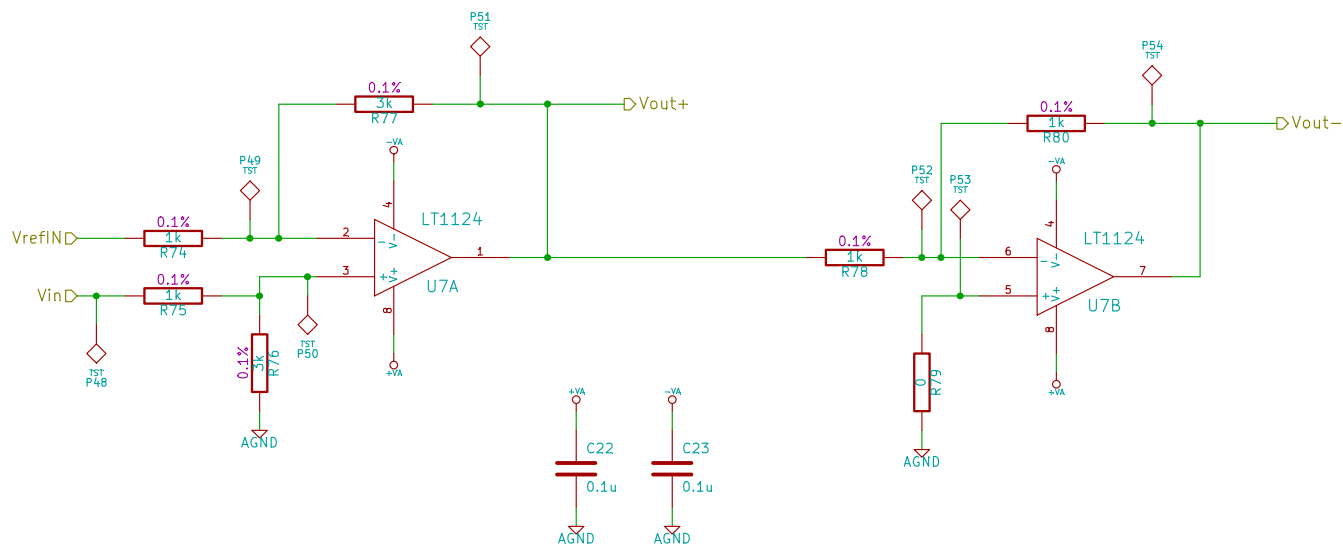 P51
TST
0.1%
3k
R77
Vout+
-VA
4
P49
TST
LT1124
VrefIN
0.1%
1k
R74
2
−
V-
1
3
+
V+
U7A
Vin
0.1%
1k
R75
8
TST
P48
TST
P50
0.1%
3k
R76
+VA
AGND
+VA
C22
0.1u
AGND
-VA
C23
0.1u
AGND
P54
TST
0.1%
1k
R80
Vout-
-VA
4
P52
TST
P53
TST
LT1124
0.1%
1k
R78
6
−
V-
7
5
+
V+
U7B
8
0
R79
+VA
AGND